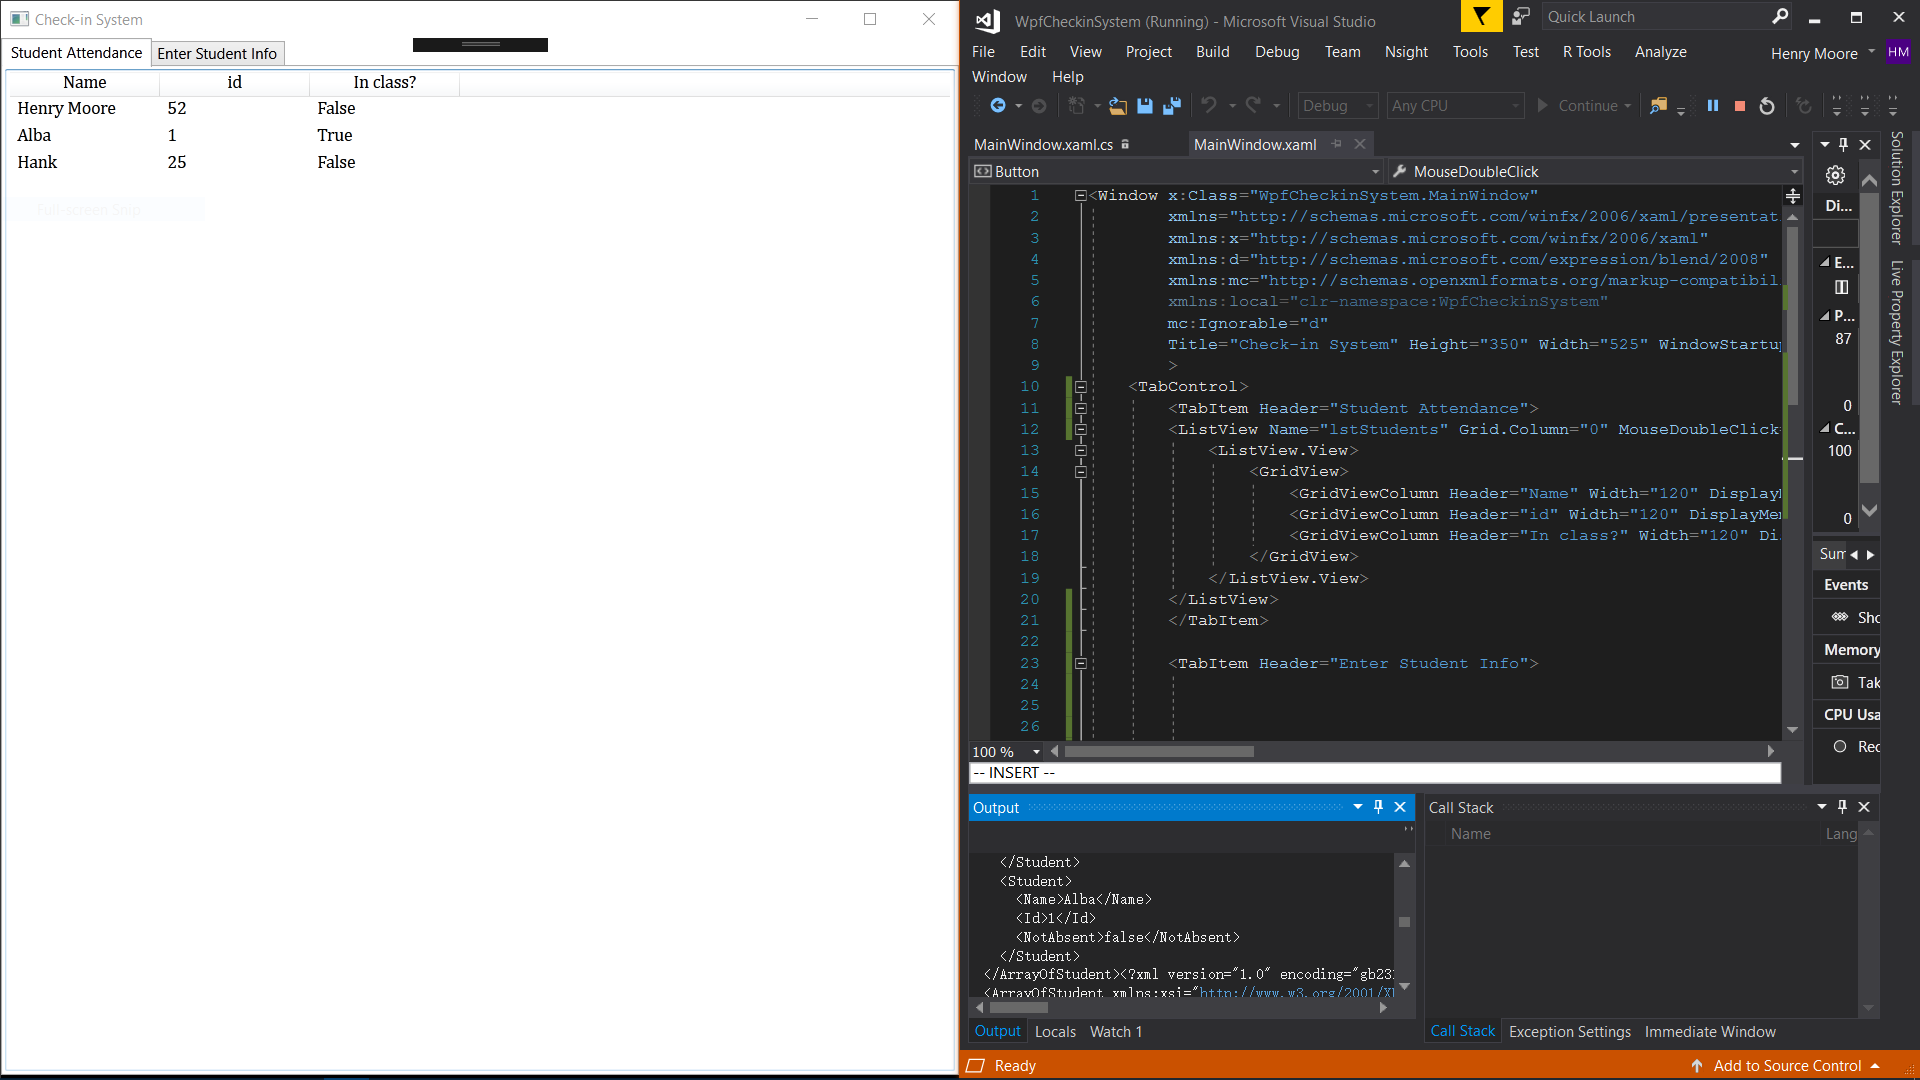 Check-in System
Student Attendance
Enter Student Info
Name id In class?
Henry Moore 52 False
Alba 1 True
Hank 25 False
Full-screen Snip
WpfCheckinSystem (Running) - Microsoft Visual Studio
Quick Launch
File Edit View Project Build Debug Team Nsight Tools Test R Tools Analyze
Henry Moore HM
Window Help
Debug Any CPU Continue
MainWindow.xaml.cs MainWindow.xaml
Button MouseDoubleClick
1 <Window x:Class="WpfCheckinSystem.MainWindow"
2 xmlns="http://schemas.microsoft.com/winfx/2006/xaml/presentat
3 xmlns:x="http://schemas.microsoft.com/winfx/2006/xaml"
4 xmlns:d="http://schemas.microsoft.com/expression/blend/2008"
5 xmlns:mc="http://schemas.openxmlformats.org/markup-compatibil
6 xmlns:local="clr-namespace:WpfCheckinSystem"
7 mc:Ignorable="d"
8 Title="Check-in System" Height="350" Width="525" WindowStartup
9 >
10 <TabControl>
11 <TabItem Header="Student Attendance">
12 <ListView Name="lstStudents" Grid.Column="0" MouseDoubleClick
13 <ListView.View>
14 <GridView>
15 <GridViewColumn Header="Name" Width="120" Display
16 <GridViewColumn Header="id" Width="120" DisplayMe
17 <GridViewColumn Header="In class?" Width="120" Di
18 </GridView>
19 </ListView.View>
20 </ListView>
21 </TabItem>
22
23 <TabItem Header="Enter Student Info">
24
25
26
100 %
-- INSERT --
Di...
E...
P...
87
0
C...
100
0
Sum
Events
Sho
Memory
Tak
CPU Usa
Rec
Solution Explorer
Live Property Explorer
Output
</Student>
<Student>
<Name>Alba</Name>
<Id>1</Id>
<NotAbsent>false</NotAbsent>
</Student>
</ArrayOfStudent><?xml version="1.0" encoding="gb231
<ArrayOfStudent xmlns:xsi="http://www.w3.org/2001/X
Output Locals Watch 1
Call Stack
Name Lang
Call Stack Exception Settings Immediate Window
Ready
Add to Source Control